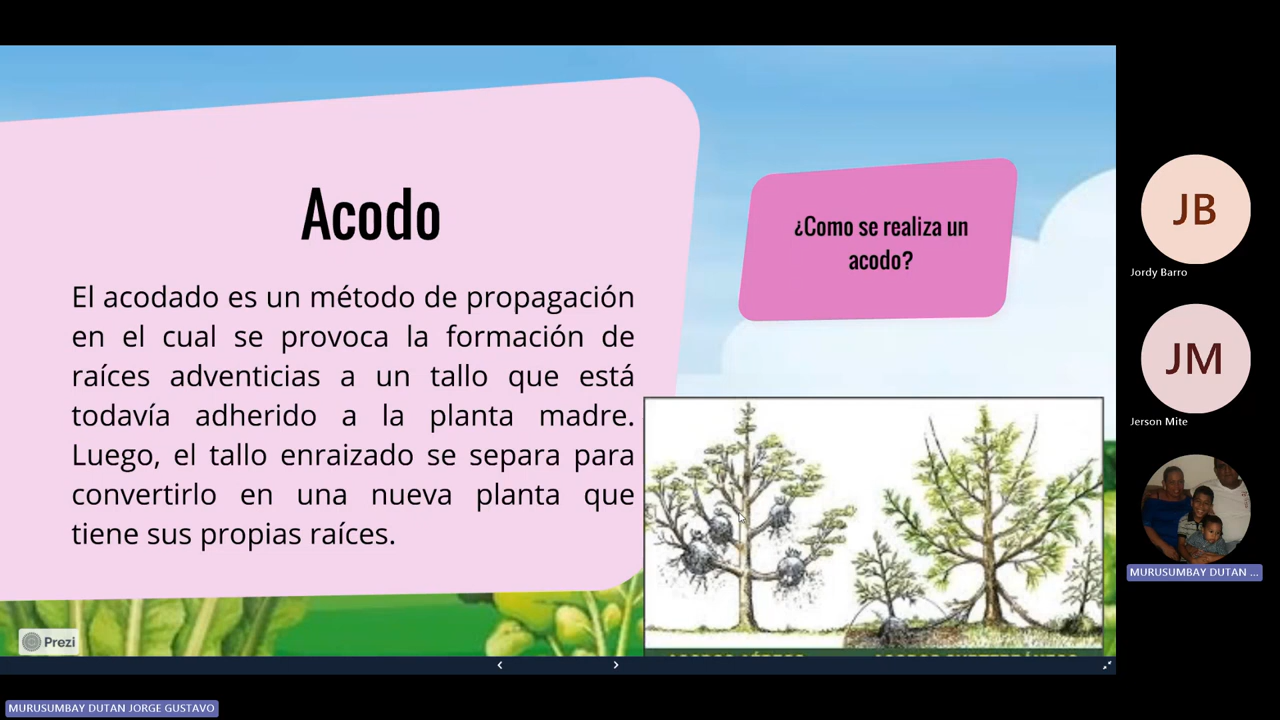 Acodo
El acodado es un método de propagación
en el cual se provoca la formación de
raíces adventicias a un tallo que está
todavía adherido a la planta madre.
Luego, el tallo enraizado se separa para
convertirlo en una nueva planta que
tiene sus propias raíces.
¿Como se realiza un
acodo?
Prezi
JB
Jordy Barro
JM
Jerson Mite
MURUSUMBAY DUTAN ...
MURUSUMBAY DUTAN JORGE GUSTAVO